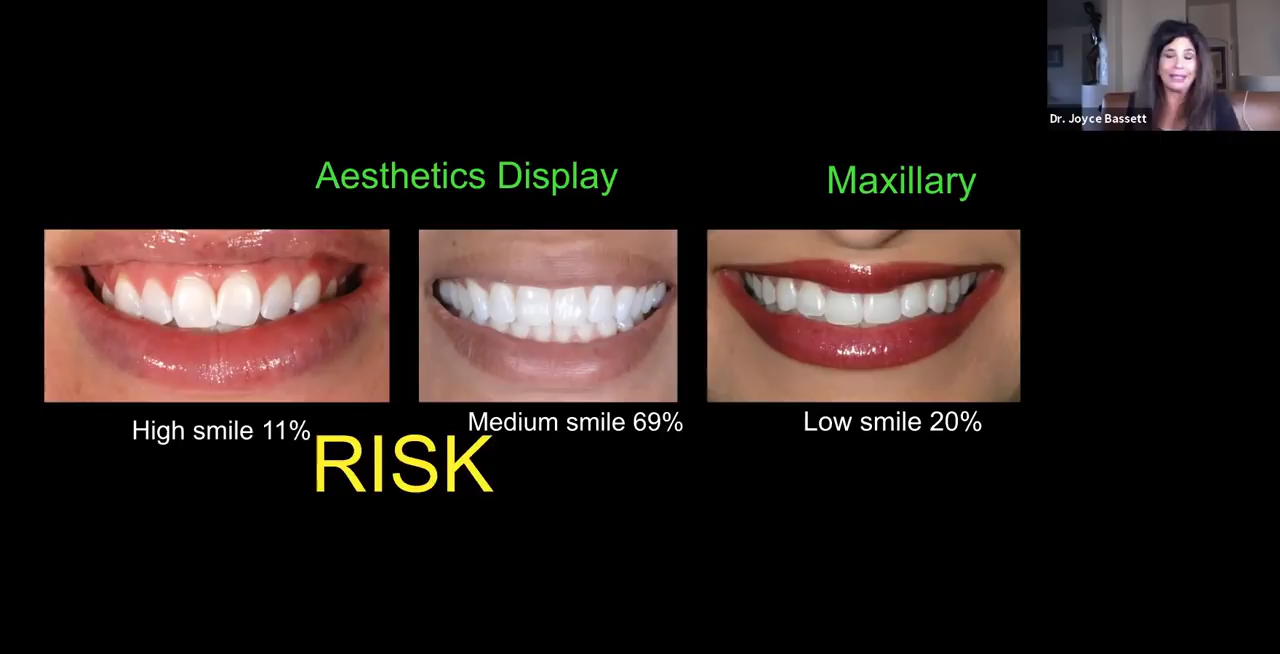 Dr. Joyce Bassett
Aesthetics Display
Maxillary
High smile 11%
Medium smile 69%
Low smile 20%
RISK